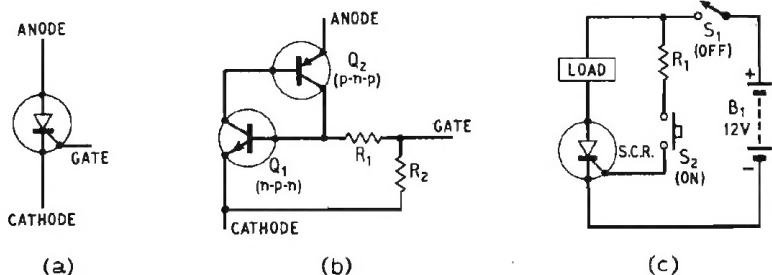 ANODE
GATE
CATHODE
(a)
ANODE
Q2
(p-n-p)
Q1
(n-p-n)
R1
GATE
R2
CATHODE
(b)
S1
(OFF)
LOAD
R1
+
B1
12V
-
S.C.R.
S2
(ON)
(c)